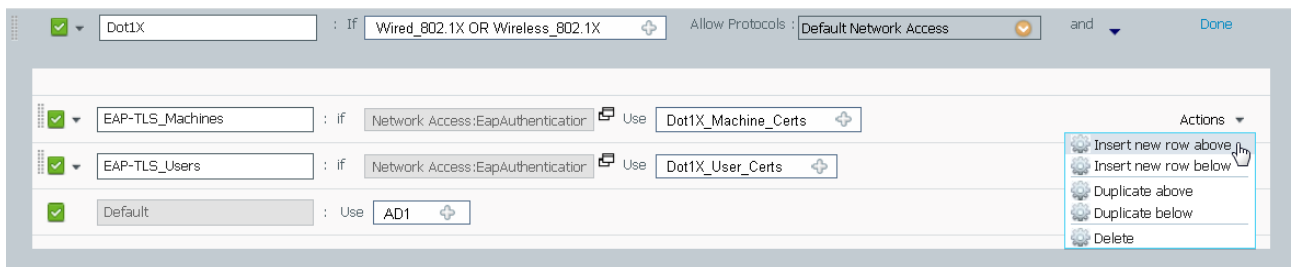 Dot1X : If Wired_802.1X OR Wireless_802.1X Allow Protocols : Default Network Access and Done
EAP-TLS_Machines : if Network Access:EapAuthentication Use Dot1X_Machine_Certs Actions
Insert new row above
EAP-TLS_Users : if Network Access:EapAuthentication Use Dot1X_User_Certs Insert new row below
Duplicate above
Default : Use AD1 Duplicate below
Delete